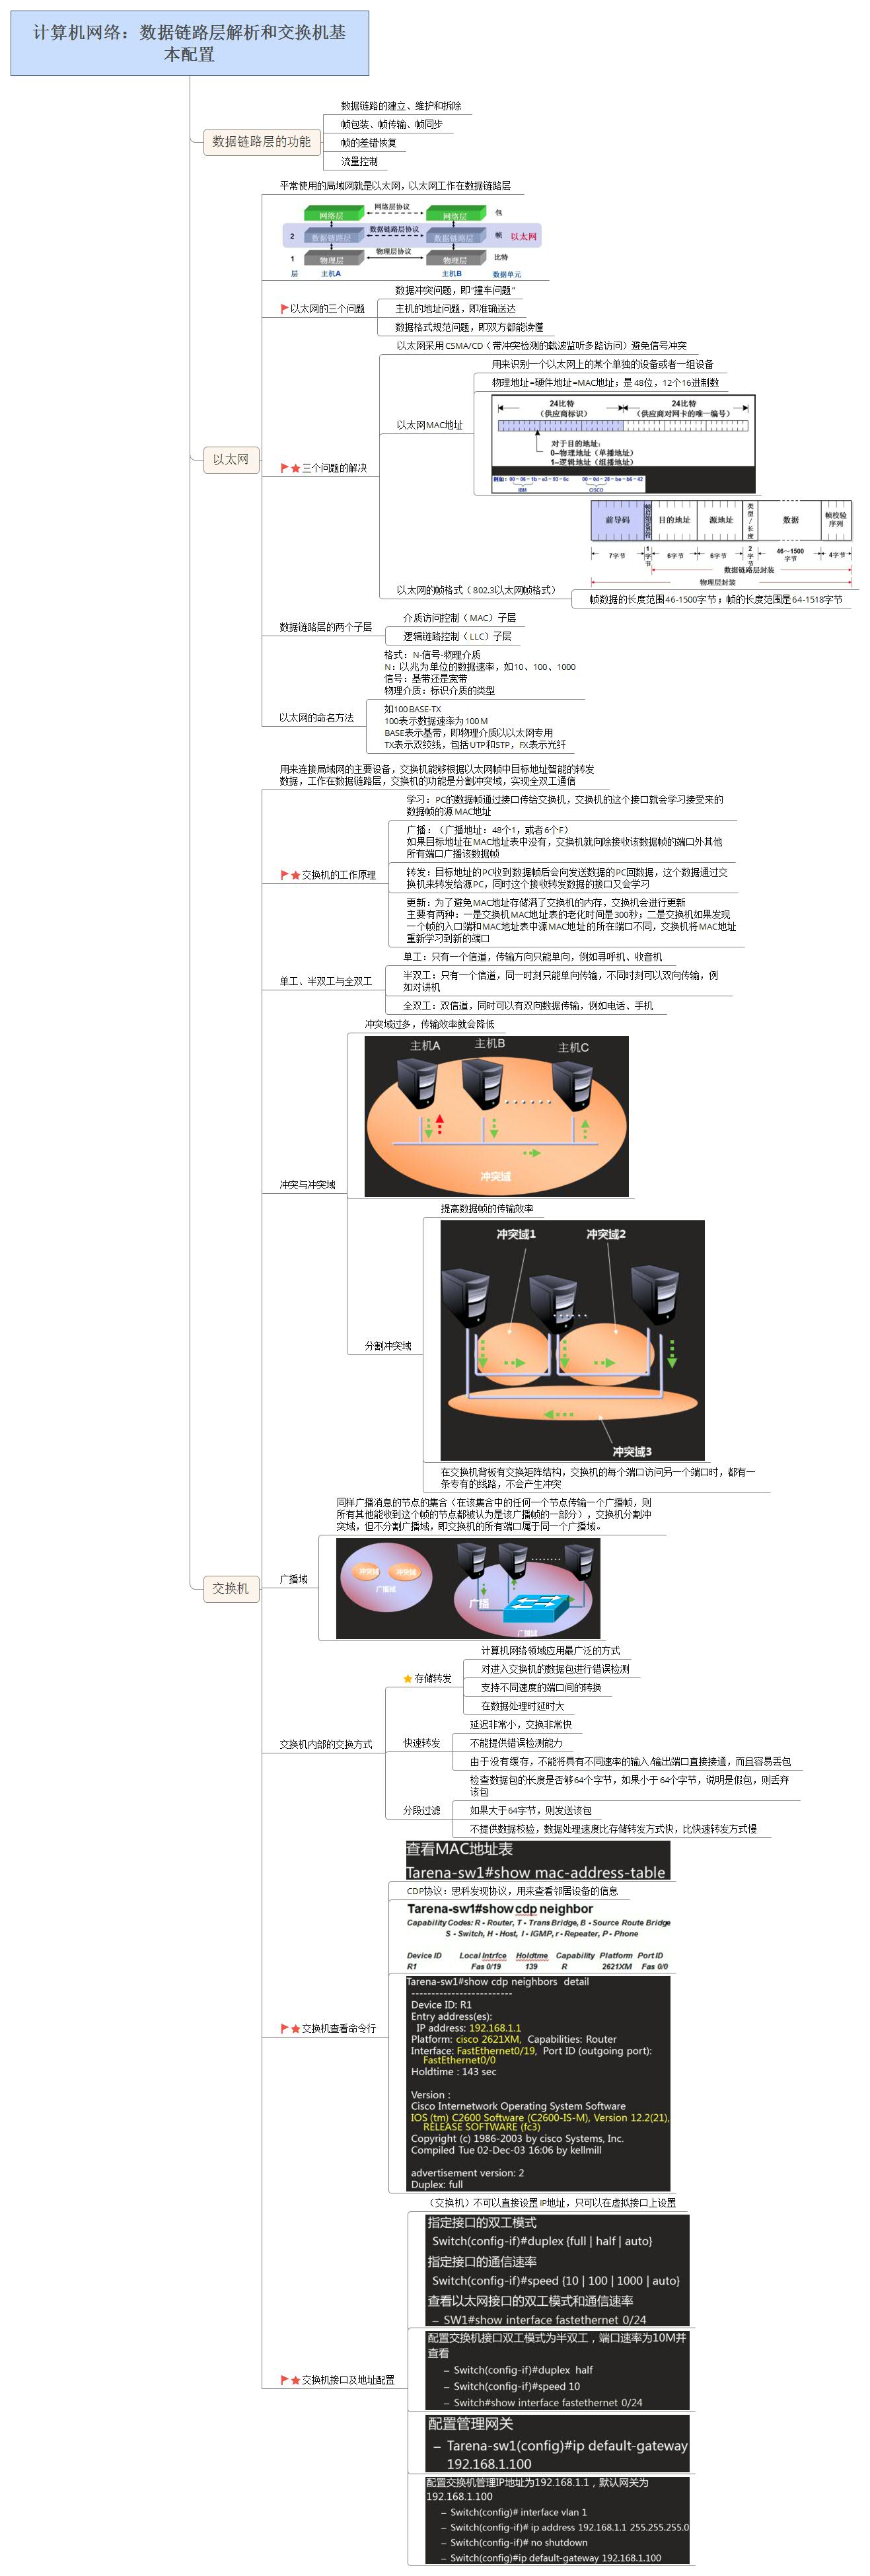 计算机网络：数据链路层解析和交换机基
本配置
数据链路层的功能
数据链路的建立、维护和拆除
帧包装、帧传输、帧同步
帧的差错恢复
流量控制
以太网
平常使用的局域网就是以太网，以太网工作在数据链路层
网络层
网络层协议
网络层
包
2
数据链路层
数据链路层协议
数据链路层
帧
以太网
1
物理层
物理层协议
物理层
比特
层
主机A
主机B
数据单元
以太网的三个问题
数据冲突问题，即“撞车问题”
主机的地址问题，即准确送达
数据格式规范问题，即双方都能读懂
三个问题的解决
以太网采用CSMA/CD（带冲突检测的载波监听多路访问）避免信号冲突
以太网MAC地址
用来识别一个以太网上的某个单独的设备或者一组设备
物理地址=硬件地址=MAC地址；是48位，12个16进制数
24比特
（供应商标识）
24比特
（供应商对网卡的唯一编号）
对于目的地址：
0–物理地址（单播地址）
1–逻辑地址（组播地址）
例如：00-06-1b-e3-93-6c
00-0d-28-be-b6-42
IBM
CISCO
以太网的帧格式（802.3以太网帧格式）
前导码
帧起始定界符
目的地址
源地址
类型/长度
数据
帧校验
序列
7字节
1字节
6字节
6字节
2字节
46～1500
字节
4字节
数据链路层封装
物理层封装
帧数据的长度范围46-1500字节；帧的长度范围是64-1518字节
数据链路层的两个子层
介质访问控制（MAC）子层
逻辑链路控制（LLC）子层
以太网的命名方法
格式：N-信号-物理介质
N：以兆为单位的数据速率，如10、100、1000
信号：基带还是宽带
物理介质：标识介质的类型
如100BASE-TX
100表示数据速率为100M
BASE表示基带，即物理介质以以太网专用
TX表示双绞线，包括UTP和STP，FX表示光纤
交换机
用来连接局域网的主要设备，交换机能够根据以太网帧中目标地址智能的转发
数据，工作在数据链路层，交换机的功能是分割冲突域，实现全双工通信
交换机的工作原理
学习：PC的数据帧通过接口传给交换机，交换机的这个接口就会学习接受来的
数据帧的源MAC地址
广播：（广播地址：48个1，或者6个F）
如果目标地址在MAC地址表中没有，交换机就向除接收该数据帧的端口外其他
所有端口广播该数据帧
转发：目标地址的PC收到数据帧后会向发送数据的PC回数据，这个数据通过交
换机来转发给源PC，同时这个接收转发数据的接口又会学习
更新：为了避免MAC地址存储满了交换机的内存，交换机会进行更新
主要有两种：一是交换机MAC地址表的老化时间是300秒；二是交换机如果发现
一个帧的入口端和MAC地址表中源MAC地址的所在端口不同，交换机将MAC地址
重新学习到新的端口
单工、半双工与全双工
单工：只有一个信道，传输方向只能单向，例如寻呼机、收音机
半双工：只有一个信道，同一时刻只能单向传输，不同时刻可以双向传输，例
如对讲机
全双工：双信道，同时可以有双向数据传输，例如电话、手机
冲突与冲突域
冲突域过多，传输效率就会降低
主机A
主机B
主机C
冲突域
分割冲突域
提高数据帧的传输效率
冲突域1
冲突域2
冲突域3
在交换机背板有交换矩阵结构，交换机的每个端口访问另一个端口时，都有一
条专有的线路，不会产生冲突
广播域
同样广播消息的节点的集合（在该集合中的任何一个节点传输一个广播帧，则
所有其他能收到这个帧的节点都被认为是该广播帧的一部分），交换机分割冲
突域，但不分割广播域，即交换机的所有端口属于同一个广播域。
冲突域
冲突域
广播域
广播
广播域
交换机内部的交换方式
存储转发
计算机网络领域应用最广泛的方式
对进入交换机的数据包进行错误检测
支持不同速度的端口间的转换
在数据处理时延时大
快速转发
延迟非常小，交换非常快
不能提供错误检测能力
由于没有缓存，不能将具有不同速率的输入/输出端口直接接通，而且容易丢包
分段过滤
检查数据包的长度是否够64个字节，如果小于64个字节，说明是假包，则丢弃
该包
如果大于64字节，则发送该包
不提供数据校验，数据处理速度比存储转发方式快，比快速转发方式慢
交换机查看命令行
查看MAC地址表
Tarena-sw1#show mac-address-table
CDP协议：思科发现协议，用来查看邻居设备的信息
Tarena-sw1#show cdp neighbor
Capability Codes: R - Router, T - Trans Bridge, B - Source Route Bridge
S - Switch, H - Host, I - IGMP, r - Repeater, P - Phone
Device ID Local Intrfce Holdtme Capability Platform Port ID
R1 Fas 0/19 139 R 2621XM Fas 0/0
Tarena-sw1#show cdp neighbors detail
-------------------------
Device ID: R1
Entry address(es):
IP address: 192.168.1.1
Platform: cisco 2621XM, Capabilities: Router
Interface: FastEthernet0/19, Port ID (outgoing port):
FastEthernet0/0
Holdtime : 143 sec
Version :
Cisco Internetwork Operating System Software
IOS (tm) C2600 Software (C2600-IS-M), Version 12.2(21),
RELEASE SOFTWARE (fc3)
Copyright (c) 1986-2003 by cisco Systems, Inc.
Compiled Tue 02-Dec-03 16:06 by kellmill
advertisement version: 2
Duplex: full
交换机接口及地址配置
（交换机）不可以直接设置IP地址，只可以在虚拟接口上设置
指定接口的双工模式
Switch(config-if)#duplex {full | half | auto}
指定接口的通信速率
Switch(config-if)#speed {10 | 100 | 1000 | auto}
查看以太网接口的双工模式和通信速率
– SW1#show interface fastethernet 0/24
配置交换机接口双工模式为半双工，端口速率为10M并
查看
– Switch(config-if)#duplex half
– Switch(config-if)#speed 10
– Switch#show interface fastethernet 0/24
配置管理网关
– Tarena-sw1(config)#ip default-gateway
192.168.1.100
配置交换机管理IP地址为192.168.1.1，默认网关为
192.168.1.100
– Switch(config)# interface vlan 1
– Switch(config-if)# ip address 192.168.1.1 255.255.255.0
– Switch(config-if)# no shutdown
– Switch(config)#ip default-gateway 192.168.1.100